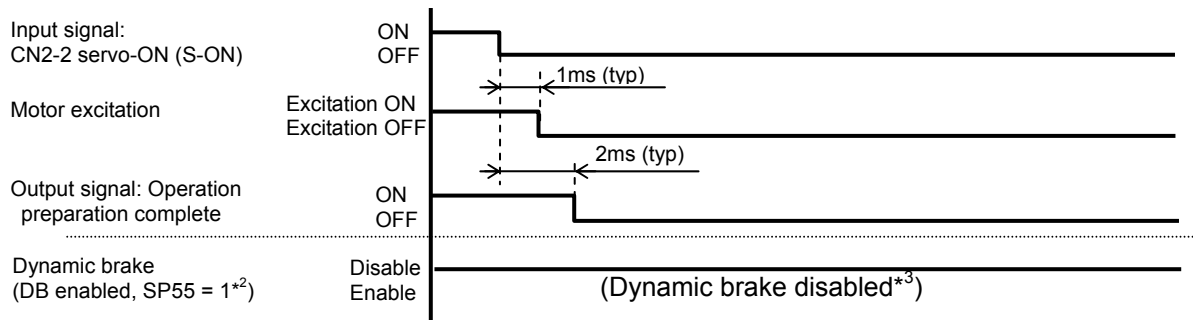 Input signal:
CN2-2 servo-ON (S-ON)
ON
OFF
1ms (typ)
Motor excitation
Excitation ON
Excitation OFF
2ms (typ)
Output signal: Operation
preparation complete
ON
OFF
Dynamic brake
(DB enabled, SP55 = 1*²)
Disable
Enable
(Dynamic brake disabled*³)